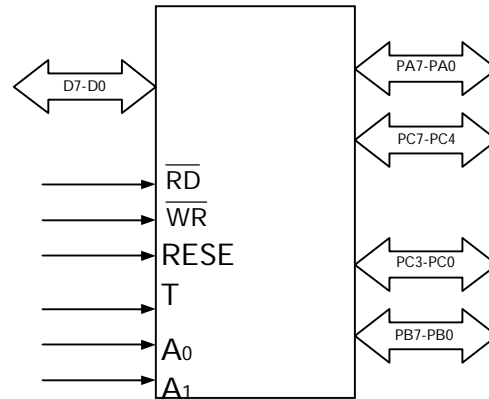 D7-D0
PA7-PA0
PC7-PC4
RD
WR
RESE
T
PC3-PC0
A0
PB7-PB0
A1